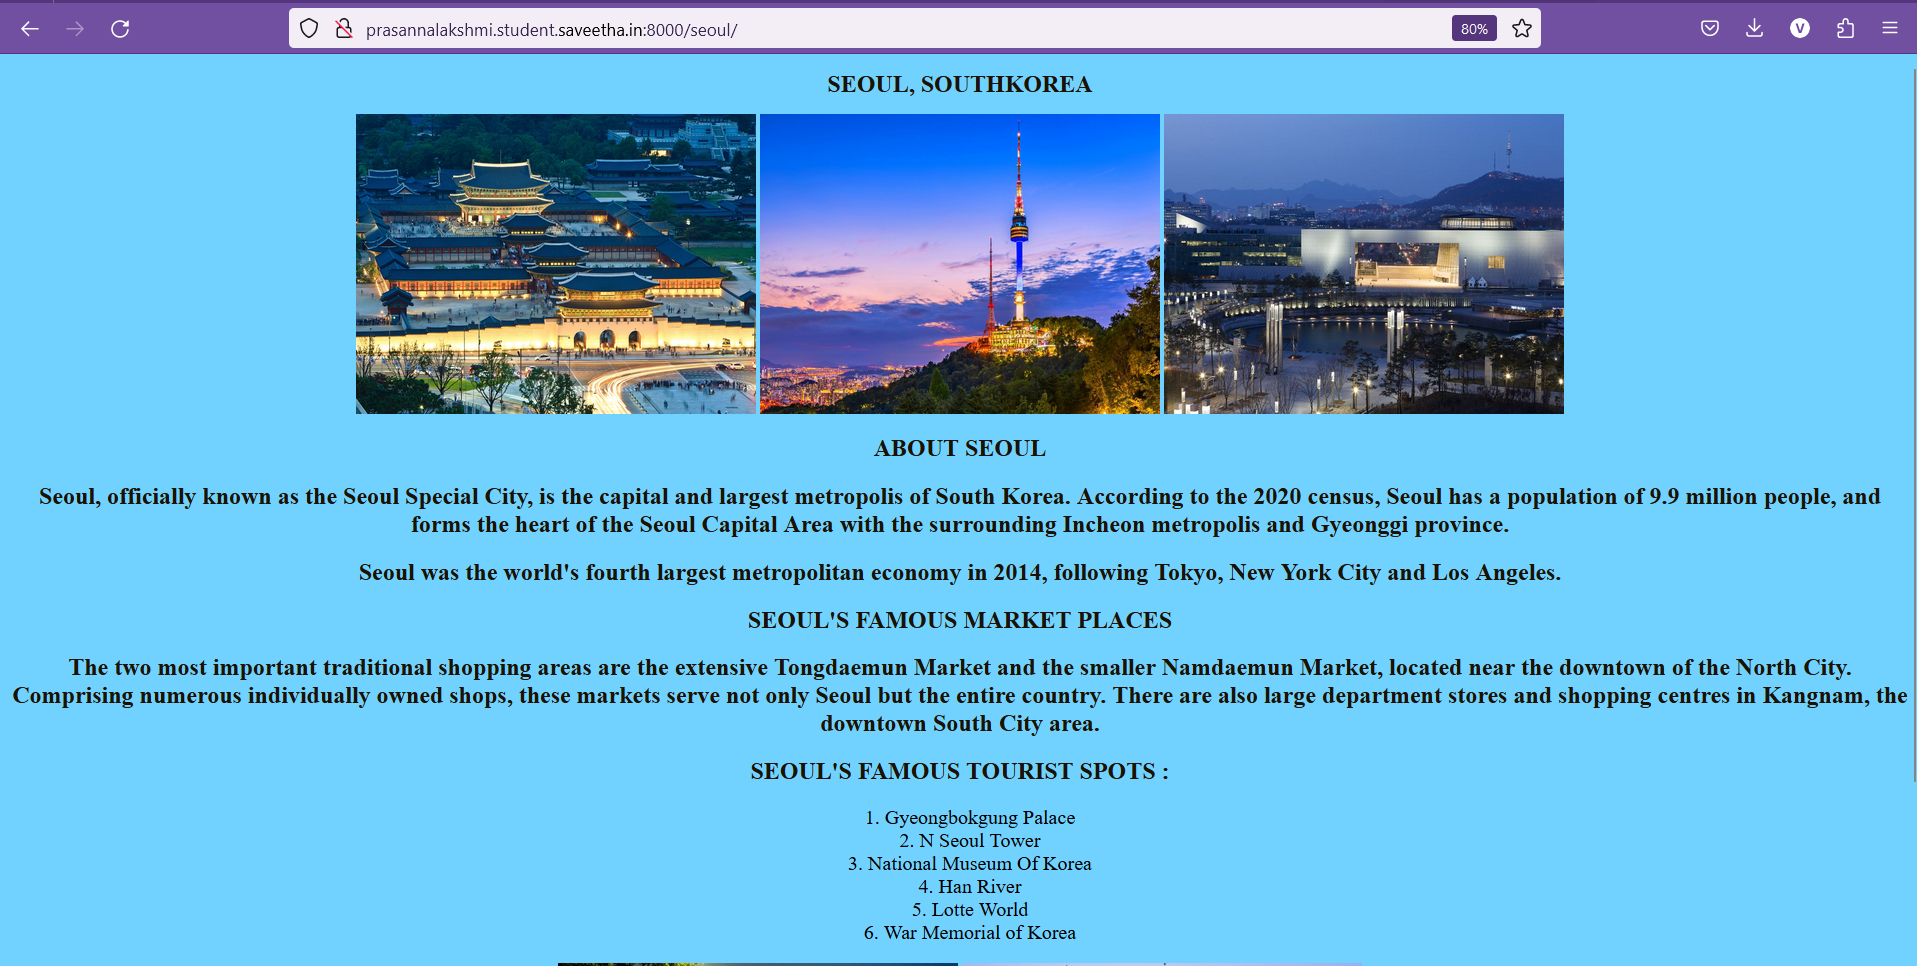 prasannalakshmi.student.saveetha.in:8000/seoul/
80%
V
SEOUL, SOUTHKOREA
ABOUT SEOUL
Seoul, officially known as the Seoul Special City, is the capital and largest metropolis of South Korea. According to the 2020 census, Seoul has a population of 9.9 million people, and
forms the heart of the Seoul Capital Area with the surrounding Incheon metropolis and Gyeonggi province.
Seoul was the world's fourth largest metropolitan economy in 2014, following Tokyo, New York City and Los Angeles.
SEOUL'S FAMOUS MARKET PLACES
The two most important traditional shopping areas are the extensive Tongdaemun Market and the smaller Namdaemun Market, located near the downtown of the North City.
Comprising numerous individually owned shops, these markets serve not only Seoul but the entire country. There are also large department stores and shopping centres in Kangnam, the
downtown South City area.
SEOUL'S FAMOUS TOURIST SPOTS :
1. Gyeongbokgung Palace
2. N Seoul Tower
3. National Museum Of Korea
4. Han River
5. Lotte World
6. War Memorial of Korea